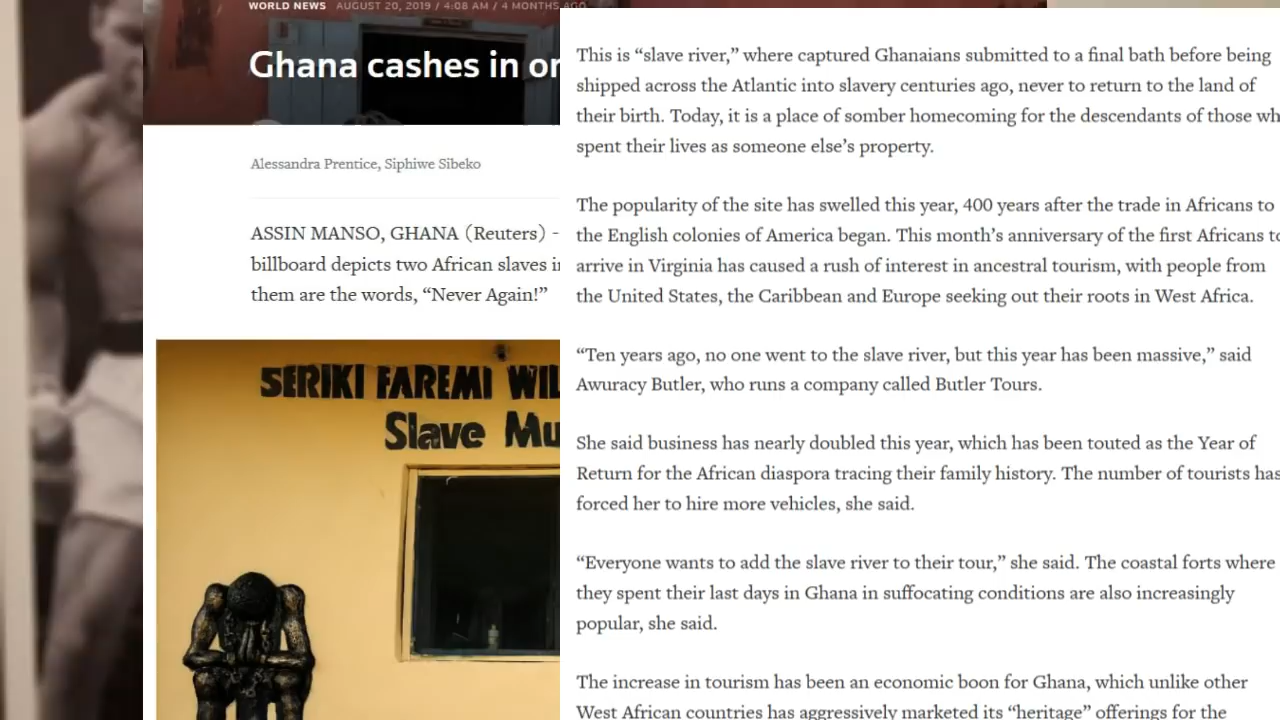 WORLD NEWS AUGUST 20, 2019 / 4:08 AM / 4 MONTHS AGO
Ghana cashes in
Alessandra Prentice, Siphiwe Sibeko
ASSIN MANSO, GHANA (Reuters) -
billboard depicts two African slaves
them are the words, “Never Again!”
SERIKI FAREMI
Slave
This is “slave river,” where captured Ghanaians submitted to a final bath before being
shipped across the Atlantic into slavery centuries ago, never to return to the land of
their birth. Today, it is a place of somber homecoming for the descendants of those
spent their lives as someone else’s property.
The popularity of the site has swelled this year, 400 years after the trade in Africans to
the English colonies of America began. This month’s anniversary of the first Africans to
arrive in Virginia has caused a rush of interest in ancestral tourism, with people from
the United States, the Caribbean and Europe seeking out their roots in West Africa.
“Ten years ago, no one went to the slave river, but this year has been massive,” said
Awuracy Butler, who runs a company called Butler Tours.
She said business has nearly doubled this year, which has been touted as the Year of
Return for the African diaspora tracing their family history. The number of tourists has
forced her to hire more vehicles, she said.
“Everyone wants to add the slave river to their tour,” she said. The coastal forts where
they spent their last days in Ghana in suffocating conditions are also increasingly
popular, she said.
The increase in tourism has been an economic boon for Ghana, which unlike other
West African countries has aggressively marketed its “heritage” offerings for the